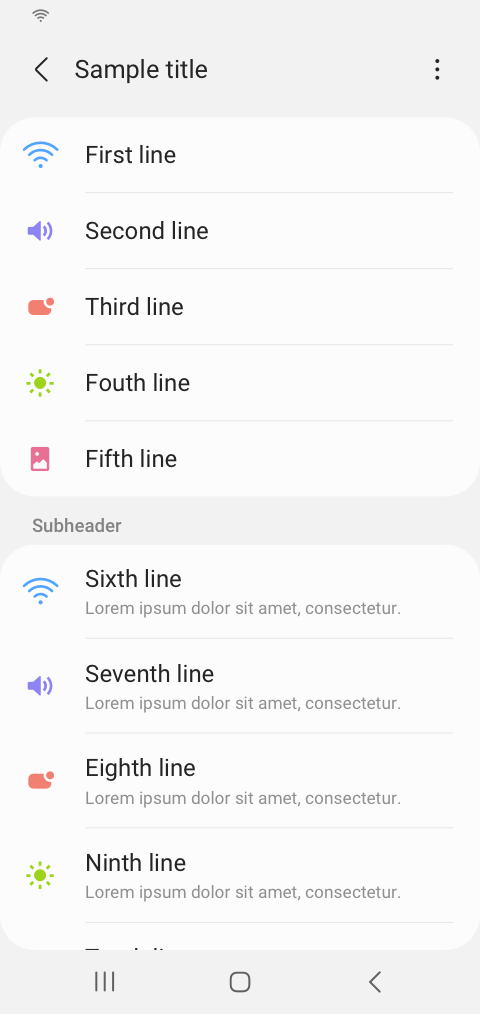 Sample title
First line
Second line
Third line
Fouth line
Fifth line
Subheader
Sixth line
Lorem ipsum dolor sit amet, consectetur.
Seventh line
Lorem ipsum dolor sit amet, consectetur.
Eighth line
Lorem ipsum dolor sit amet, consectetur.
Ninth line
Lorem ipsum dolor sit amet, consectetur.